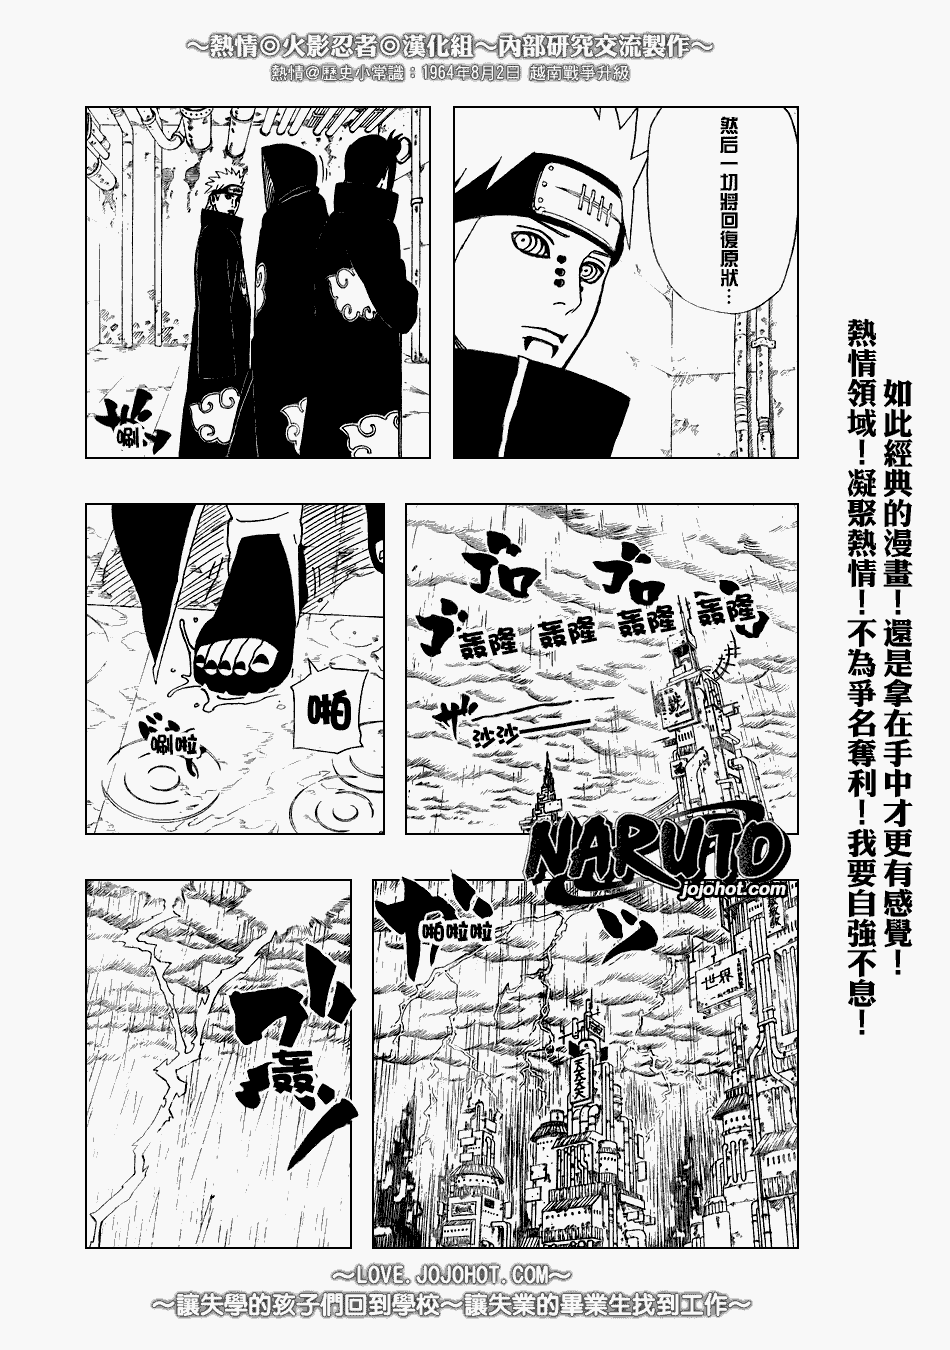 ～熱情◎火影忍者◎漢化組～內部研究交流製作～
熱情@歷史小常識：1964年8月2日 越南戰爭升級
然后一切將回復原狀…
如此經典的漫畫！還是拿在手中才更有感覺！
熱情領域！凝聚熱情！不為爭名奪利！我要自強不息！
ゴロ
ゴロ
轟隆
轟隆
轟隆
轟隆
ザ
沙沙
啪
NARUTO
jojohot.com
ガ
ッ
啪啦啦
世界
天天天天
轟
～LOVE.JOJOHOT.COM～
～讓失學的孩子們回到學校～讓失業的畢業生找到工作～